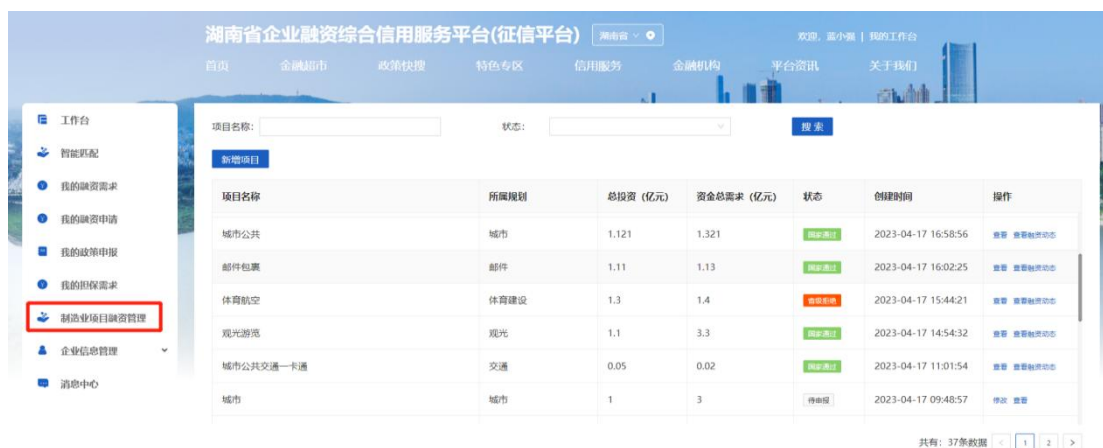 湖南省企业融资综合信用服务平台(征信平台) 湖南省 欢迎，蓝小强 | 我的工作台
首页 金融超市 政策快搜 特色专区 信用服务 金融机构 平台资讯 关于我们
工作台
智能匹配
我的融资需求
我的融资申请
我的政策申报
我的担保需求
制造业项目融资管理
企业信息管理
消息中心
项目名称: 状态: 搜索
新增项目
项目名称 所属规划 总投资 (亿元) 资金总需求 (亿元) 状态 创建时间 操作
城市公共 城市 1.121 1.321 国家通过 2023-04-17 16:58:56 查看 查看融资动态
邮件包裹 邮件 1.11 1.13 国家通过 2023-04-17 16:02:25 查看 查看融资动态
体育航空 体育建设 1.3 1.4 省级拒绝 2023-04-17 15:44:21 查看 查看融资动态
观光游览 观光 1.1 3.3 国家通过 2023-04-17 14:54:32 查看 查看融资动态
城市公共交通一卡通 交通 0.05 0.02 国家通过 2023-04-17 11:01:54 查看 查看融资动态
城市 城市 1 3 待申报 2023-04-17 09:48:57 修改 查看
共有: 37条数据 < 1 2 >